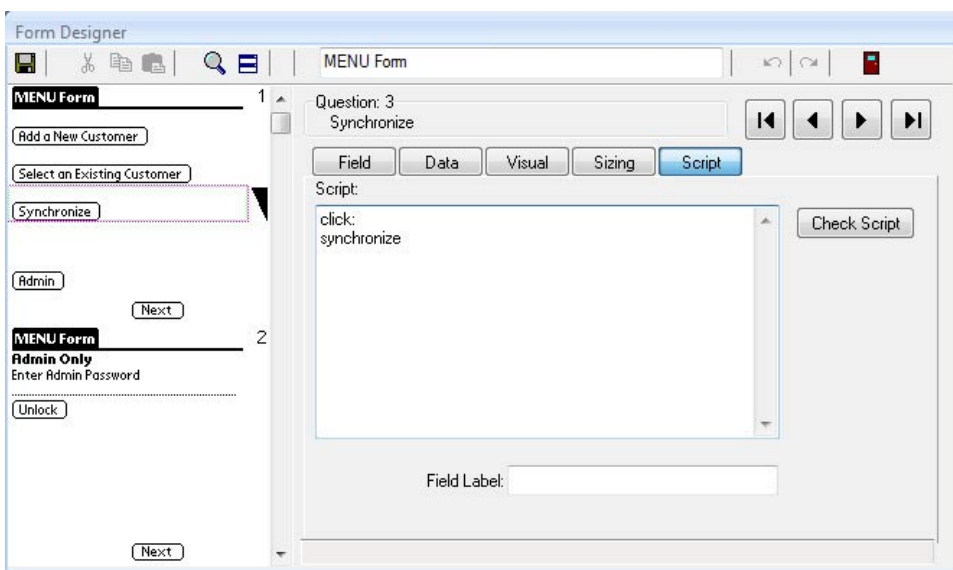 Form Designer
MENU Form
MENU Form 1
Add a New Customer
Select an Existing Customer
Synchronize
Admin
Next
MENU Form 2
Admin Only
Enter Admin Password
Unlock
Next
Question: 3
Synchronize
Field Data Visual Sizing Script
Script:
click:
synchronize
Check Script
Field Label: